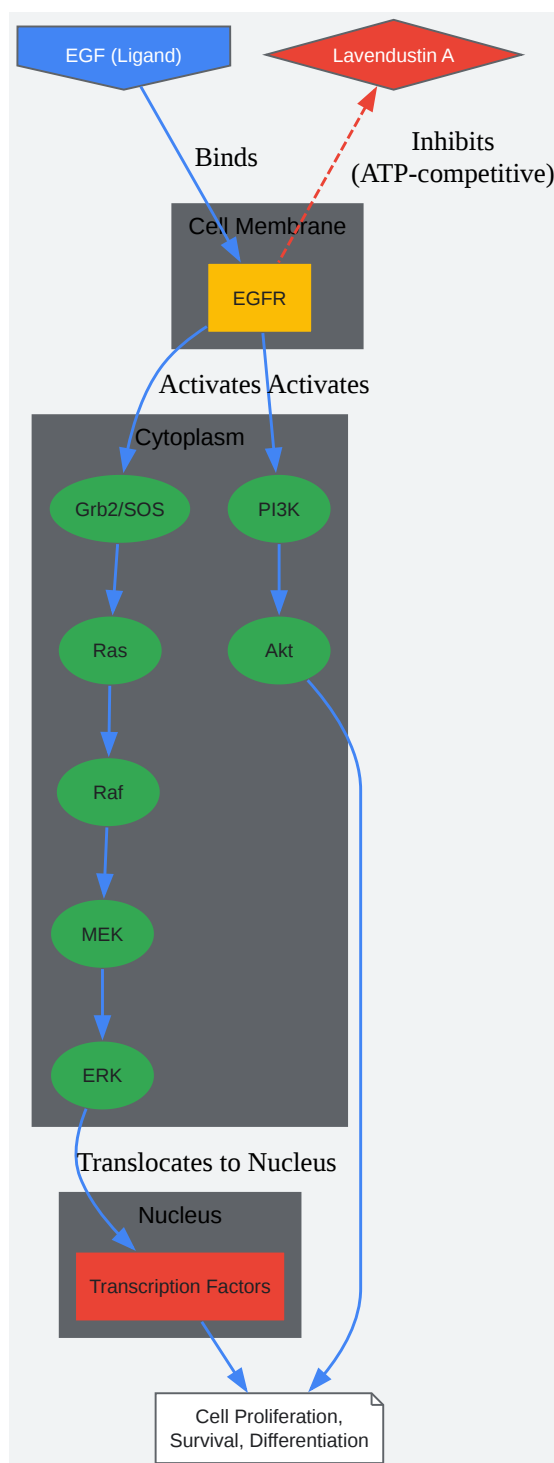 EGF (Ligand)
Lavendustin A
Binds
Inhibits
(ATP-competitive)
Cell Membrane
EGFR
Activates
Activates
Cytoplasm
Grb2/SOS
PI3K
Ras
Akt
Raf
MEK
ERK
Translocates to Nucleus
Nucleus
Transcription Factors
Cell Proliferation,
Survival, Differentiation